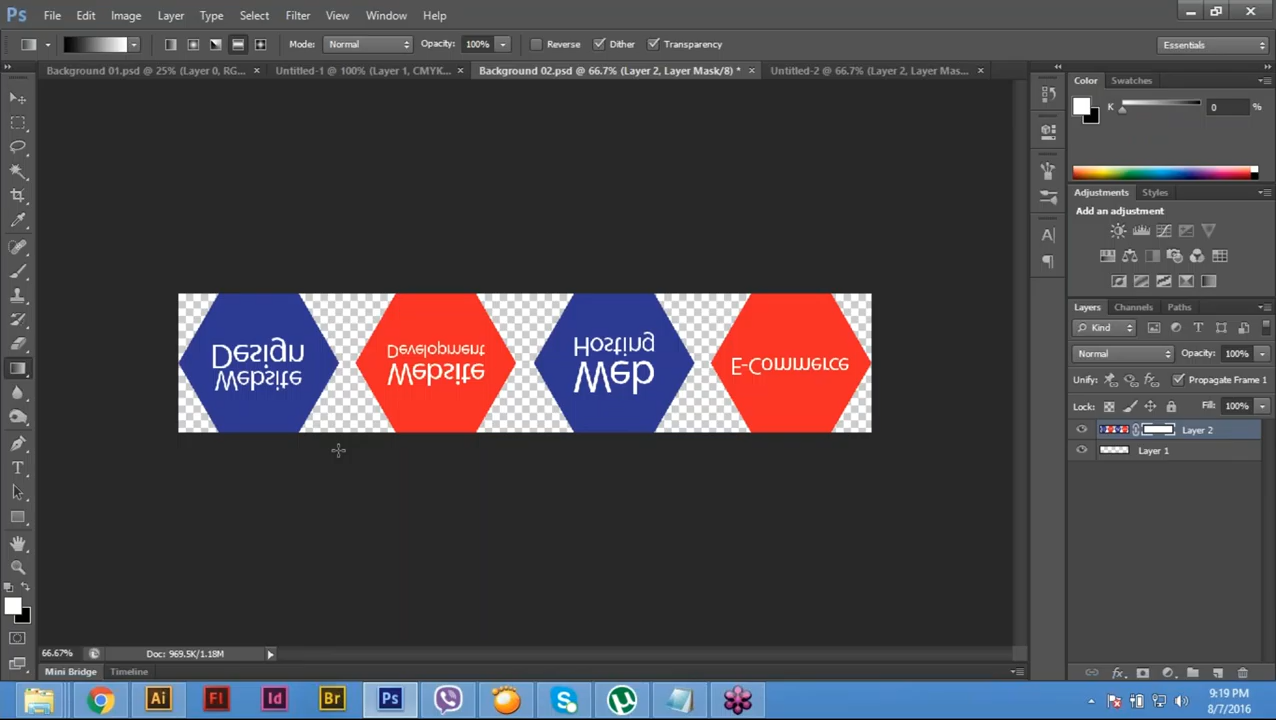 Ps File Edit Image Layer Type Select Filter View Window Help
Mode: Normal Opacity: 100% Reverse Dither Transparency Essentials
Background 01.psd @ 25% (Layer 0, RG... × Untitled-1 @ 100% (Layer 1, CMYK... × Background 02.psd @ 66.7% (Layer 2, Layer Mask/8) * × Untitled-2 @ 66.7% (Layer 2, Layer Mas... ×
Color Swatches
K 0 %
Adjustments Styles
Add an adjustment
Layers Channels Paths
Kind
Normal Opacity: 100%
Unify: Propagate Frame 1
Lock: Fill: 100%
Layer 2
Layer 1
Website
Design
Website
Development
Web
Hosting
E-Commerce
66.67% Doc: 969.5K/1.18M
Mini Bridge Timeline
Ai Fl Id Br Ps
9:19 PM
8/7/2016